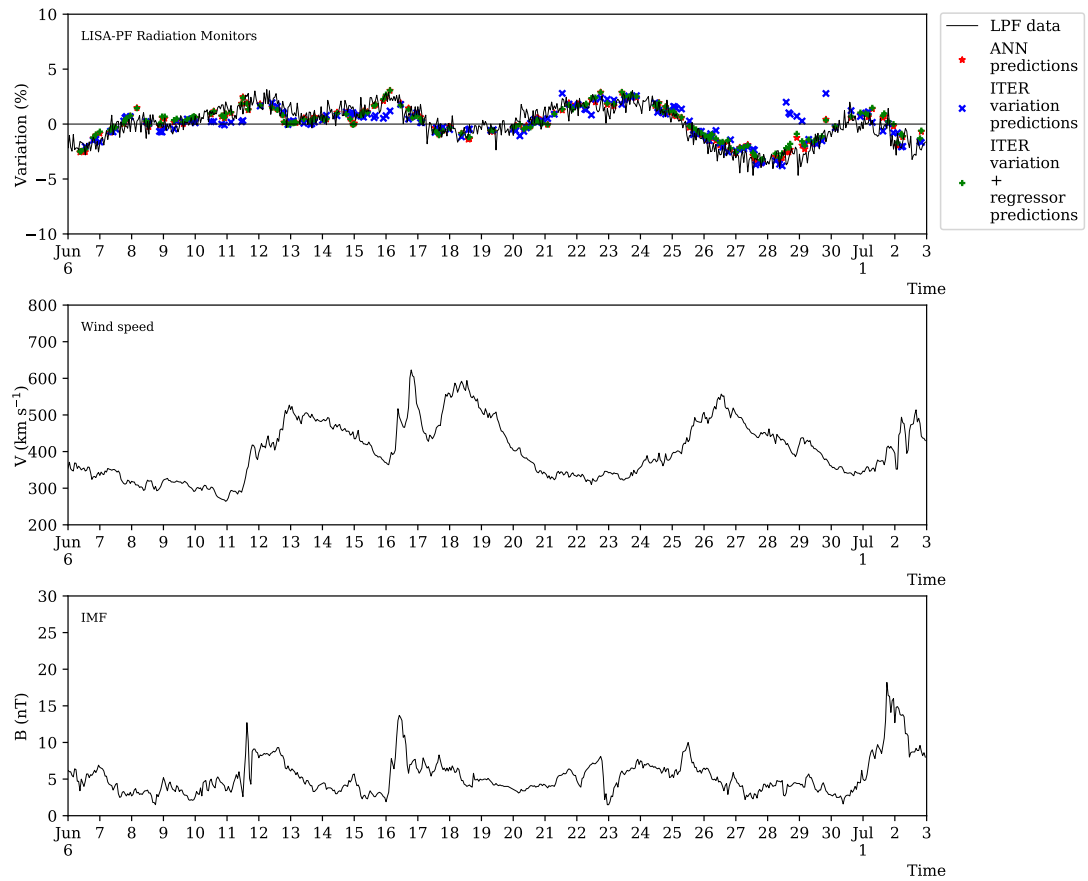 10
5
0
−5
−10
Variation (%)
LISA-PF Radiation Monitors
Jun 7 8 9 10 11 12 13 14 15 16 17 18 19 20 21 22 23 24 25 26 27 28 29 30 Jul 2 3
6 1
Time
LPF data
ANN
predictions
ITER
variation
predictions
ITER
variation
+
regressor
predictions
800
700
600
500
400
300
200
V (km s⁻¹)
Wind speed
Jun 7 8 9 10 11 12 13 14 15 16 17 18 19 20 21 22 23 24 25 26 27 28 29 30 Jul 2 3
6 1
Time
30
25
20
15
10
5
0
B (nT)
IMF
Jun 7 8 9 10 11 12 13 14 15 16 17 18 19 20 21 22 23 24 25 26 27 28 29 30 Jul 2 3
6 1
Time